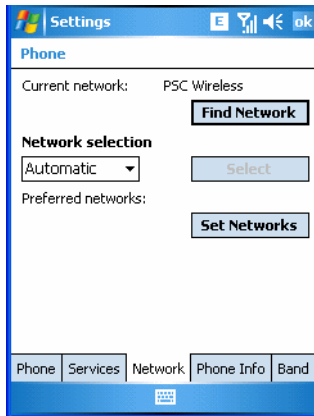 Settings E ok
Phone
Current network: PSC Wireless
Find Network
Network selection
Automatic Select
Preferred networks:
Set Networks
Phone Services Network Phone Info Band